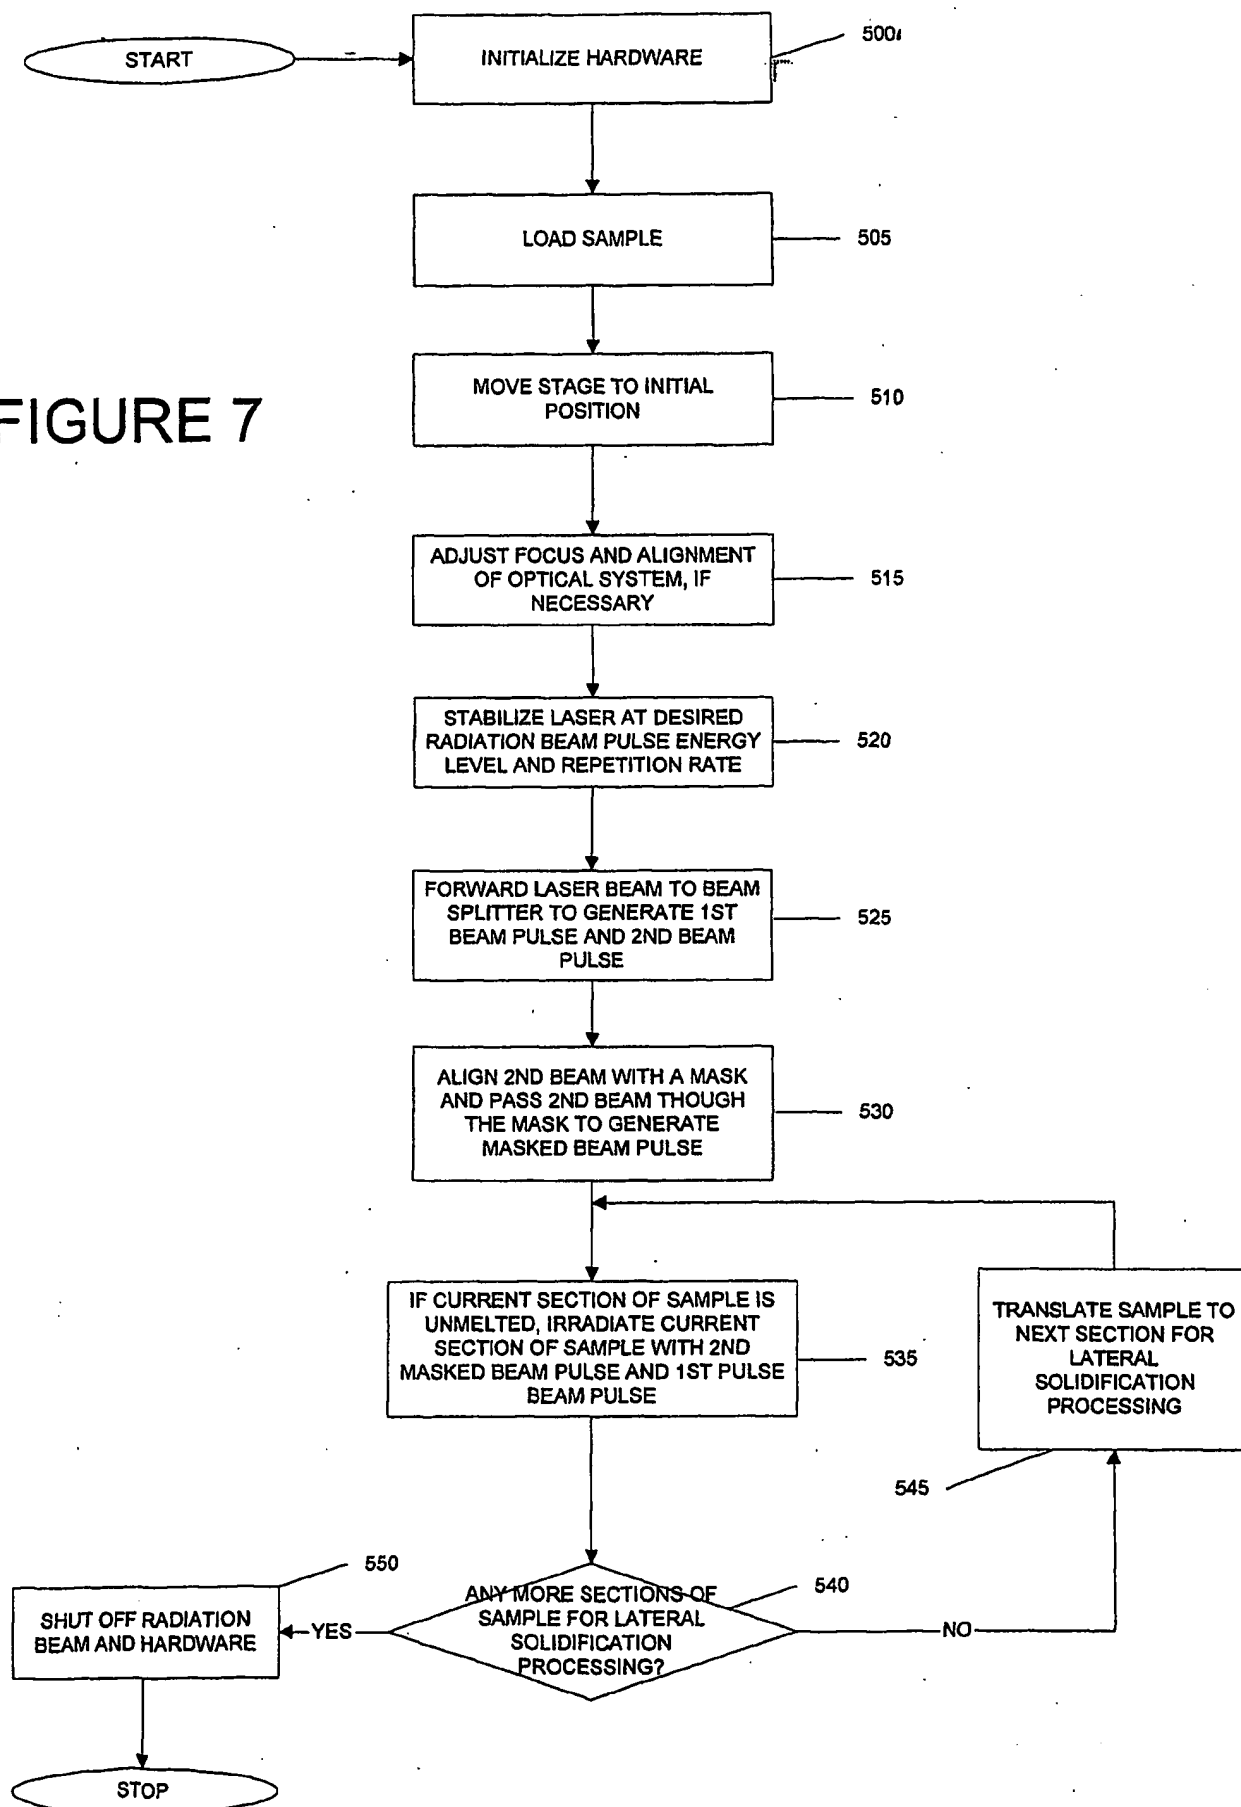 START
INITIALIZE HARDWARE
500
LOAD SAMPLE
505
MOVE STAGE TO INITIAL
POSITION
510
FIGURE 7
ADJUST FOCUS AND ALIGNMENT
OF OPTICAL SYSTEM, IF
NECESSARY
515
STABILIZE LASER AT DESIRED
RADIATION BEAM PULSE ENERGY
LEVEL AND REPETITION RATE
520
FORWARD LASER BEAM TO BEAM
SPLITTER TO GENERATE 1ST
BEAM PULSE AND 2ND BEAM
PULSE
525
ALIGN 2ND BEAM WITH A MASK
AND PASS 2ND BEAM THOUGH
THE MASK TO GENERATE
MASKED BEAM PULSE
530
IF CURRENT SECTION OF SAMPLE IS
UNMELTED, IRRADIATE CURRENT
SECTION OF SAMPLE WITH 2ND
MASKED BEAM PULSE AND 1ST PULSE
BEAM PULSE
535
TRANSLATE SAMPLE TO
NEXT SECTION FOR
LATERAL
SOLIDIFICATION
PROCESSING
545
ANY MORE SECTIONS OF
SAMPLE FOR LATERAL
SOLIDIFICATION
PROCESSING?
540
YES
NO
550
SHUT OFF RADIATION
BEAM AND HARDWARE
STOP